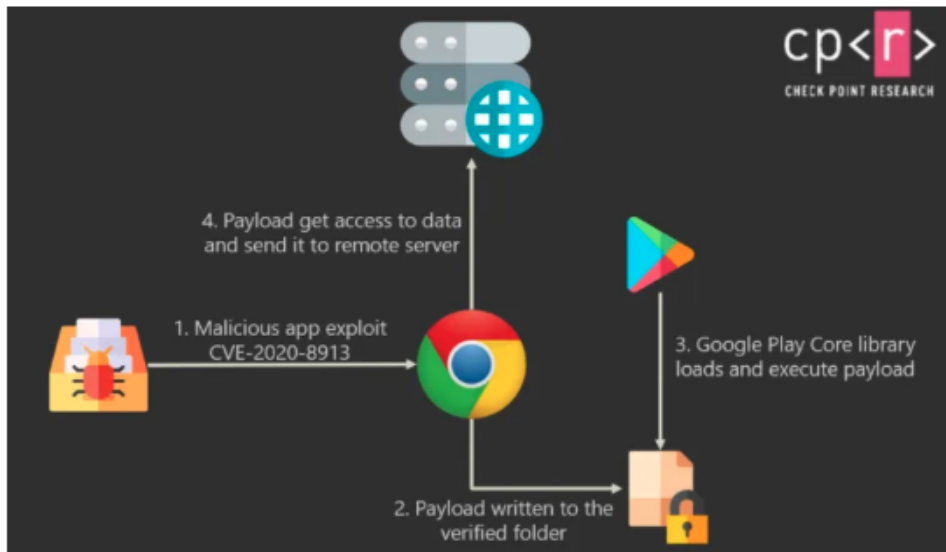 cp<r>
CHECK POINT RESEARCH
4. Payload get access to data
and send it to remote server
1. Malicious app exploit
CVE-2020-8913
3. Google Play Core library
loads and execute payload
2. Payload written to the
verified folder